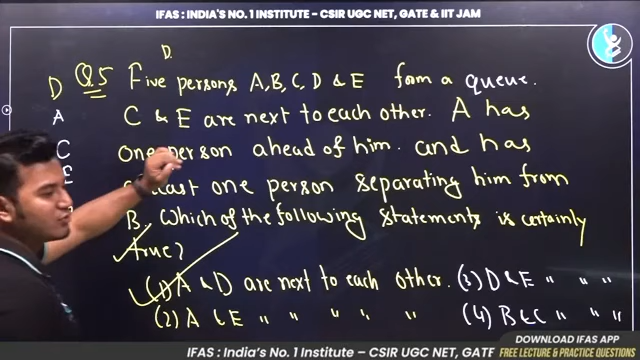 IFAS : INDIA'S NO. 1 INSTITUTE – CSIR UGC NET, GATE & IIT JAM
D.
D
A
C
E
Q.5 Five persons A,B,C,D & E form a queue.
C & E are next to each other. A has
one person ahead of him. and has
least one person separating him from
B. Which of the following statements is certainly
true?
(1) A & D are next to each other. (3) D & E " " "
(2) A & E " " " " " (4) B & C " " "
DOWNLOAD IFAS APP
IFAS : India's No. 1 Institute – CSIR UGC NET, GATE
FREE LECTURE & PRACTICE QUESTIONS